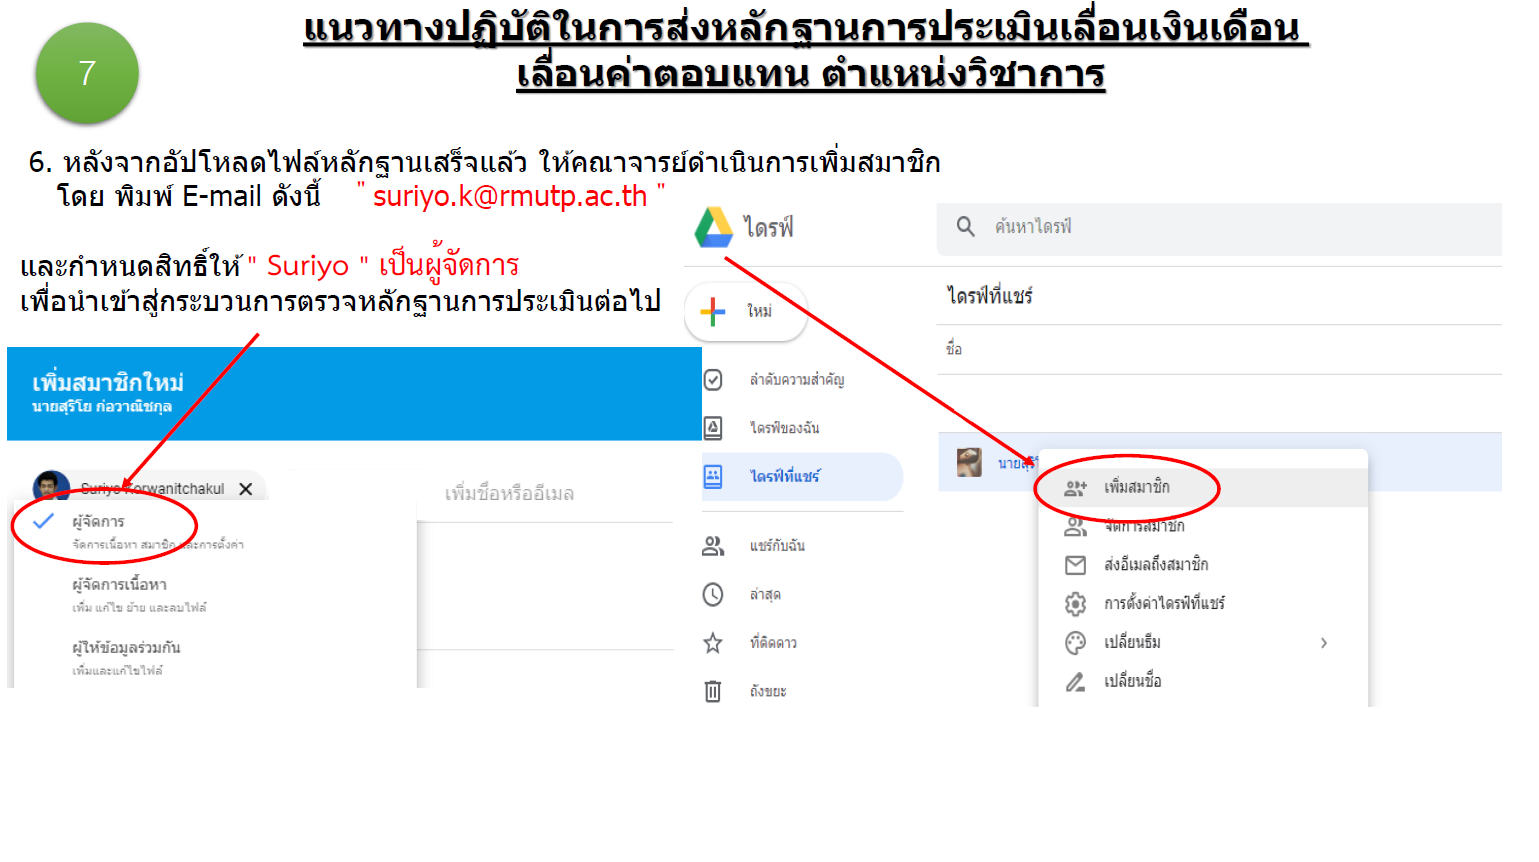 7
แนวทางปฏิบัติในการส่งหลักฐานการประเมินเลื่อนเงินเดือน
เลื่อนค่าตอบแทน ตำแหน่งวิชาการ
6. หลังจากอัปโหลดไฟล์หลักฐานเสร็จแล้ว ให้คณาจารย์ดำเนินการเพิ่มสมาชิก
โดย พิมพ์ E-mail ดังนี้ " suriyo.k@rmutp.ac.th "
และกำหนดสิทธิ์ให้ " Suriyo " เป็นผู้จัดการ
เพื่อนำเข้าสู่กระบวนการตรวจหลักฐานการประเมินต่อไป
เพิ่มสมาชิกใหม่
นายสุริโย ก่อวาณิชกุล
Suriyo Korwanitchakul
เพิ่มชื่อหรืออีเมล
ผู้จัดการ
จัดการเนื้อหา สมาชิก และการตั้งค่า
ผู้จัดการเนื้อหา
เพิ่ม แก้ไข ย้าย และลบไฟล์
ผู้ให้ข้อมูลร่วมกัน
เพิ่มและแก้ไขไฟล์
ไดรฟ์
ค้นหาไดรฟ์
ใหม่
ลำดับความสำคัญ
ไดรฟ์ของฉัน
ไดรฟ์ที่แชร์
แชร์กับฉัน
ล่าสุด
ที่ติดดาว
ถังขยะ
ไดรฟ์ที่แชร์
ชื่อ
เพิ่มสมาชิก
จัดการสมาชิก
ส่งอีเมลถึงสมาชิก
การตั้งค่าไดรฟ์ที่แชร์
เปลี่ยนธีม
เปลี่ยนชื่อ